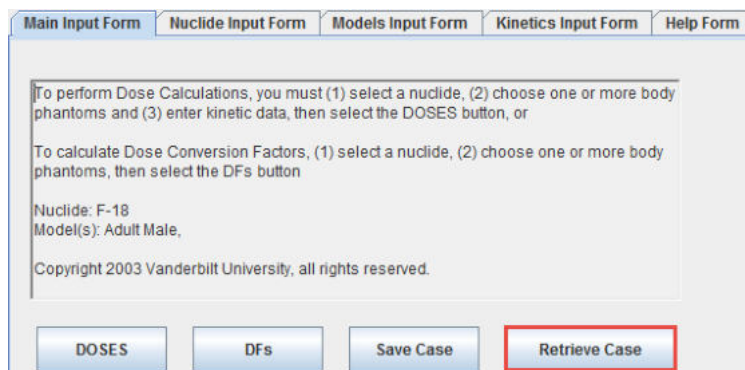 Main Input Form Nuclide Input Form Models Input Form Kinetics Input Form Help Form
To perform Dose Calculations, you must (1) select a nuclide, (2) choose one or more body
phantoms and (3) enter kinetic data, then select the DOSES button, or
To calculate Dose Conversion Factors, (1) select a nuclide, (2) choose one or more body
phantoms, then select the DFs button
Nuclide: F-18
Model(s): Adult Male,
Copyright 2003 Vanderbilt University, all rights reserved.
DOSES DFs Save Case Retrieve Case